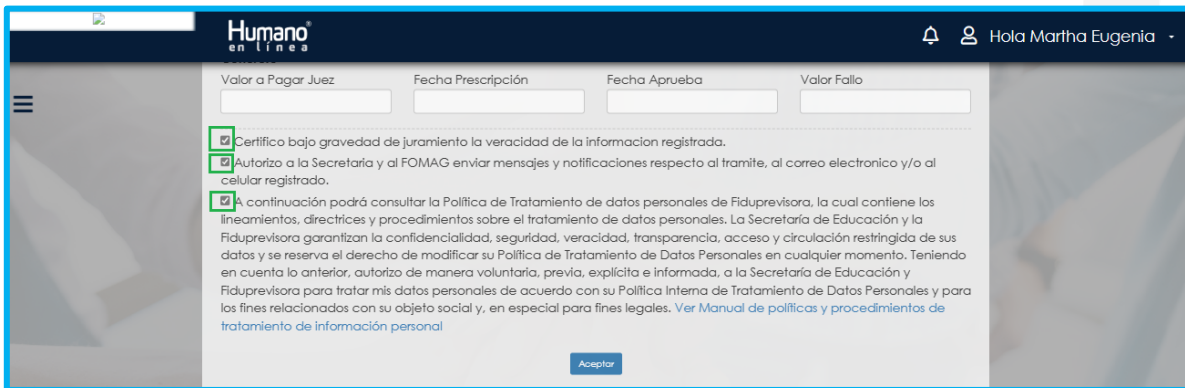 Humano®
en línea
Hola Martha Eugenia
Valor a Pagar Juez
Fecha Prescripción
Fecha Aprueba
Valor Fallo
Certifico bajo gravedad de juramento la veracidad de la informacion registrada.
Autorizo a la Secretaria y al FOMAG enviar mensajes y notificaciones respecto al tramite, al correo electronico y/o al
celular registrado.
A continuación podrá consultar la Política de Tratamiento de datos personales de Fiduprevisora, la cual contiene los
lineamientos, directrices y procedimientos sobre el tratamiento de datos personales. La Secretaría de Educación y la
Fiduprevisora garantizan la confidencialidad, seguridad, veracidad, transparencia, acceso y circulación restringida de sus
datos y se reserva el derecho de modificar su Política de Tratamiento de Datos Personales en cualquier momento. Teniendo
en cuenta lo anterior, autorizo de manera voluntaria, previa, explícita e informada, a la Secretaría de Educación y
Fiduprevisora para tratar mis datos personales de acuerdo con su Política Interna de Tratamiento de Datos Personales y para
los fines relacionados con su objeto social y, en especial para fines legales. Ver Manual de políticas y procedimientos de
tratamiento de información personal
Aceptar